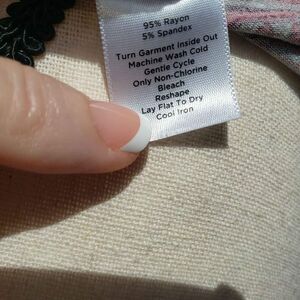 95% Rayon
5% Spandex
Turn Garment Inside Out
Machine Wash Cold
Gentle Cycle
Only Non-Chlorine
Bleach
Reshape
Lay Flat To Dry
Cool Iron